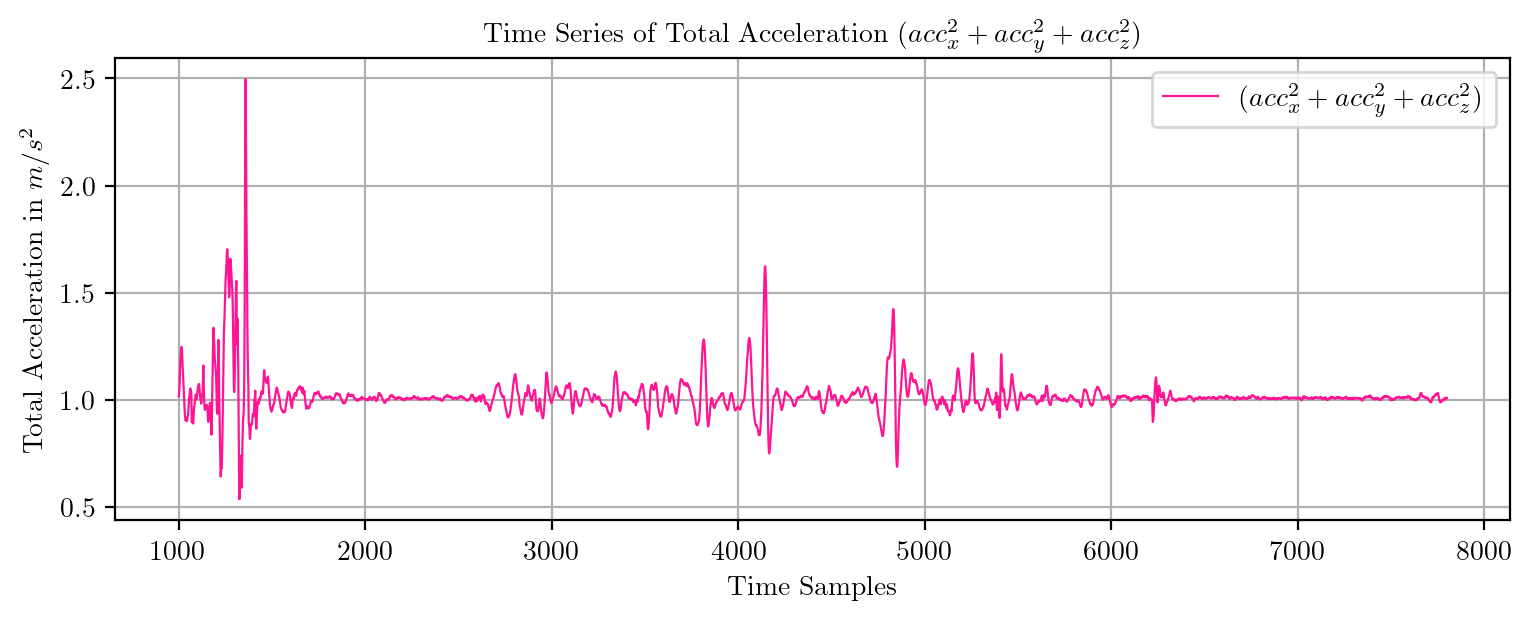 Time Series of Total Acceleration $(acc_x^2 + acc_y^2 + acc_z^2)$
$(acc_x^2 + acc_y^2 + acc_z^2)$
Total Acceleration in $m/s^2$
2.5
2.0
1.5
1.0
0.5
1000 2000 3000 4000 5000 6000 7000 8000
Time Samples